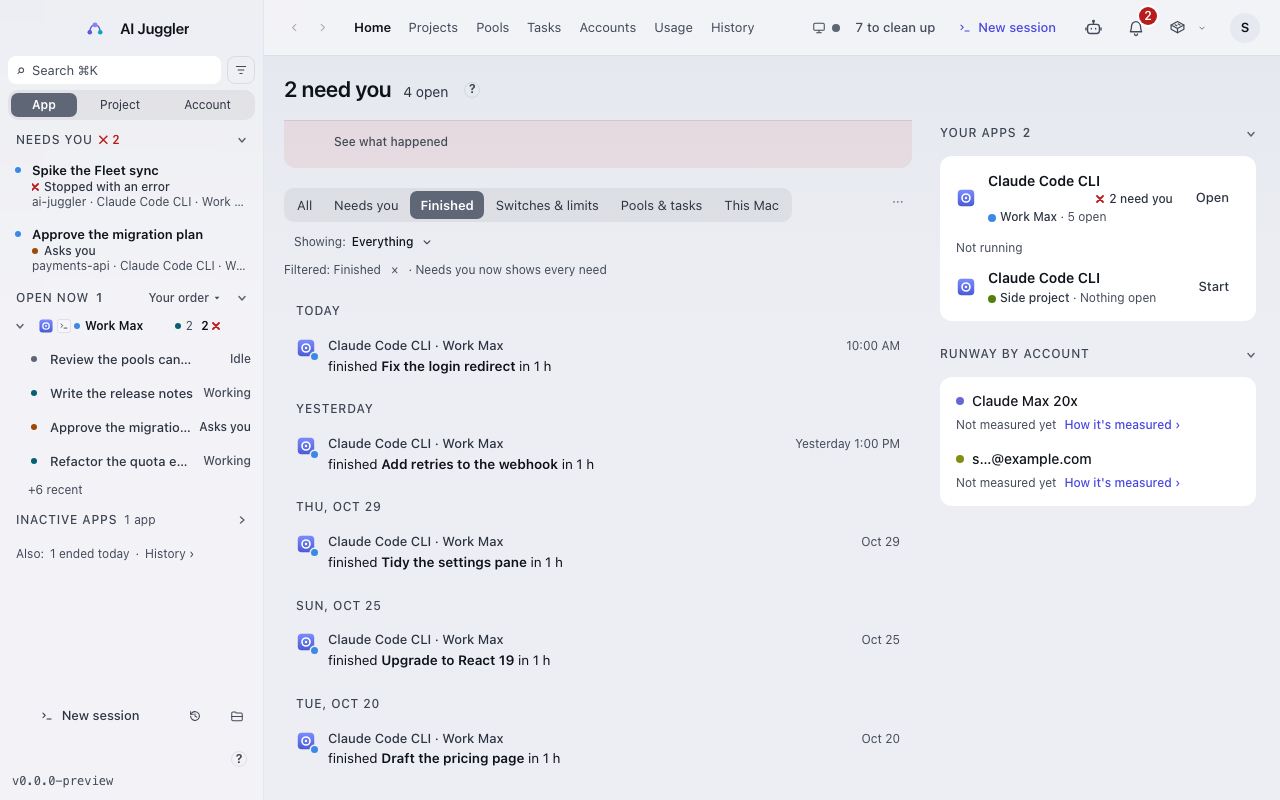 AI Juggler
Search ⌘K
App Project Account
NEEDS YOU 2
Spike the Fleet sync
Stopped with an error
ai-juggler · Claude Code CLI · Work ...
Approve the migration plan
Asks you
payments-api · Claude Code CLI · W...
OPEN NOW 1 Your order
Work Max 2 2
Review the pools can... Idle
Write the release notes Working
Approve the migratio... Asks you
Refactor the quota e... Working
+6 recent
INACTIVE APPS 1 app
Also: 1 ended today · History ›
New session
?
v0.0.0-preview
Home Projects Pools Tasks Accounts Usage History
7 to clean up
New session
2
S
2 need you 4 open ?
See what happened
All Needs you Finished Switches & limits Pools & tasks This Mac ...
Showing: Everything
Filtered: Finished × · Needs you now shows every need
TODAY
Claude Code CLI · Work Max 10:00 AM
finished Fix the login redirect in 1 h
YESTERDAY
Claude Code CLI · Work Max Yesterday 1:00 PM
finished Add retries to the webhook in 1 h
THU, OCT 29
Claude Code CLI · Work Max Oct 29
finished Tidy the settings pane in 1 h
SUN, OCT 25
Claude Code CLI · Work Max Oct 25
finished Upgrade to React 19 in 1 h
TUE, OCT 20
Claude Code CLI · Work Max Oct 20
finished Draft the pricing page in 1 h
YOUR APPS 2
Claude Code CLI
2 need you
Open
Work Max · 5 open
Not running
Claude Code CLI
Start
Side project · Nothing open
RUNWAY BY ACCOUNT
Claude Max 20x
Not measured yet How it's measured ›
s...@example.com
Not measured yet How it's measured ›